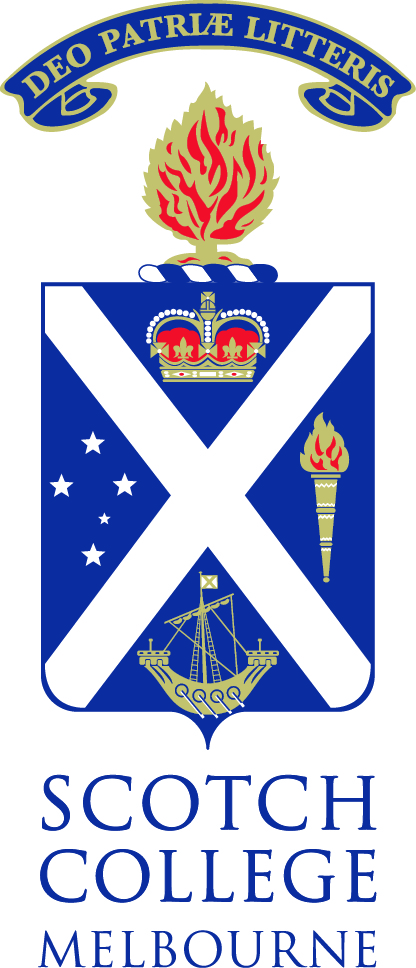 DEO PATRIÆ LITTERIS
SCOTCH
COLLEGE
MELBOURNE